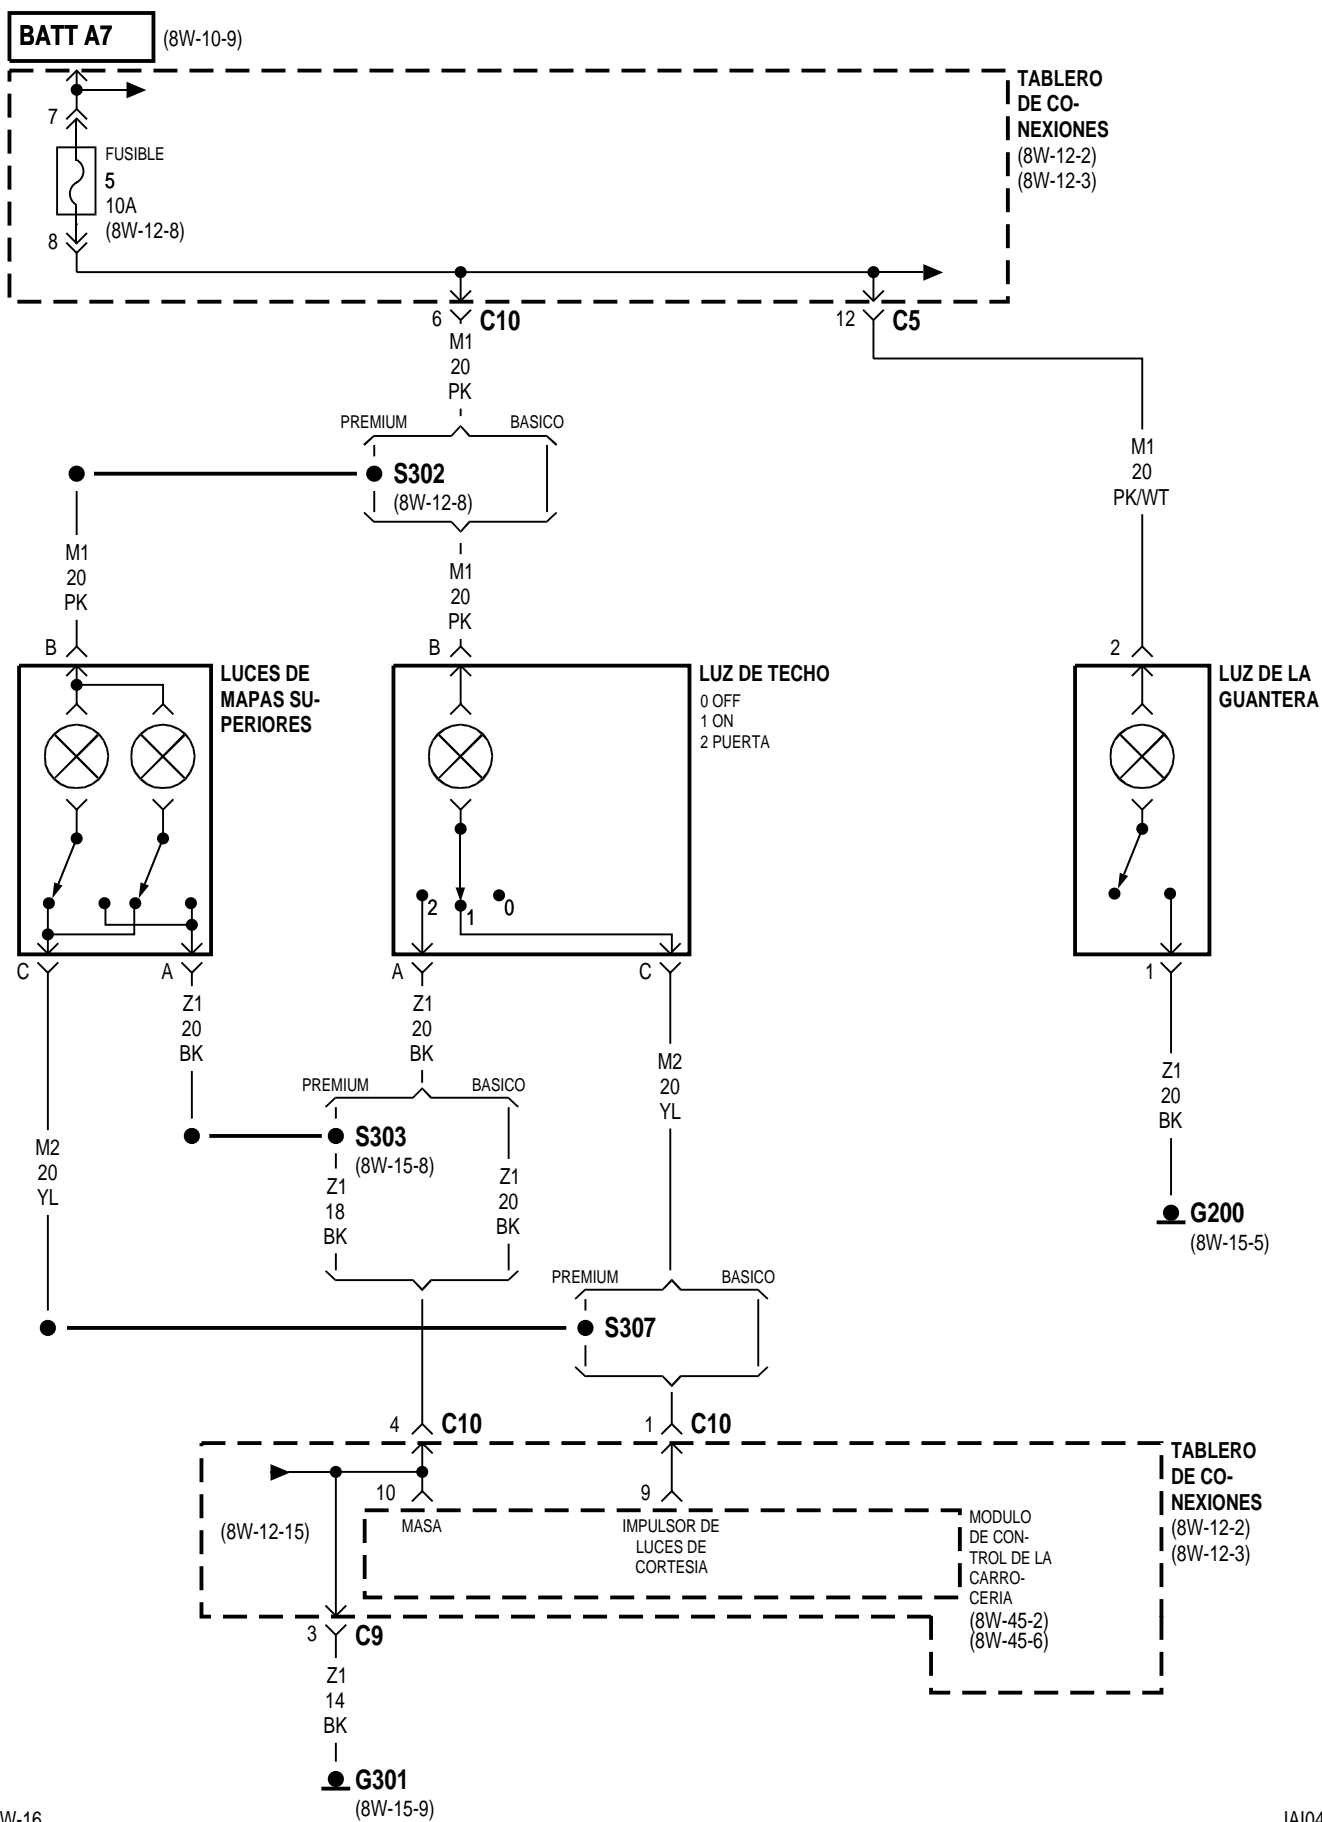 BATT A7
(8W-10-9)
TABLERO
DE CO-
NEXIONES
(8W-12-2)
(8W-12-3)
7
FUSIBLE
5
10A
(8W-12-8)
8
6
C10
12
C5
M1
20
PK
PREMIUM
BASICO
S302
(8W-12-8)
M1
20
PK/WT
M1
20
PK
M1
20
PK
B
B
2
LUCES DE
MAPAS SU-
PERIORES
LUZ DE TECHO
0 OFF
1 ON
2 PUERTA
LUZ DE LA
GUANTERA
2
1
0
C
A
A
C
1
Z1
20
BK
Z1
20
BK
M2
20
YL
Z1
20
BK
PREMIUM
BASICO
S303
(8W-15-8)
M2
20
YL
Z1
18
BK
Z1
20
BK
G200
(8W-15-5)
PREMIUM
BASICO
S307
4
C10
1
C10
TABLERO
DE CO-
NEXIONES
(8W-12-2)
(8W-12-3)
10
9
(8W-12-15)
MASA
IMPULSOR DE
LUCES DE
CORTESIA
MODULO
DE CON-
TROL DE LA
CARRO-
CERIA
(8W-45-2)
(8W-45-6)
3
C9
Z1
14
BK
G301
(8W-15-9)